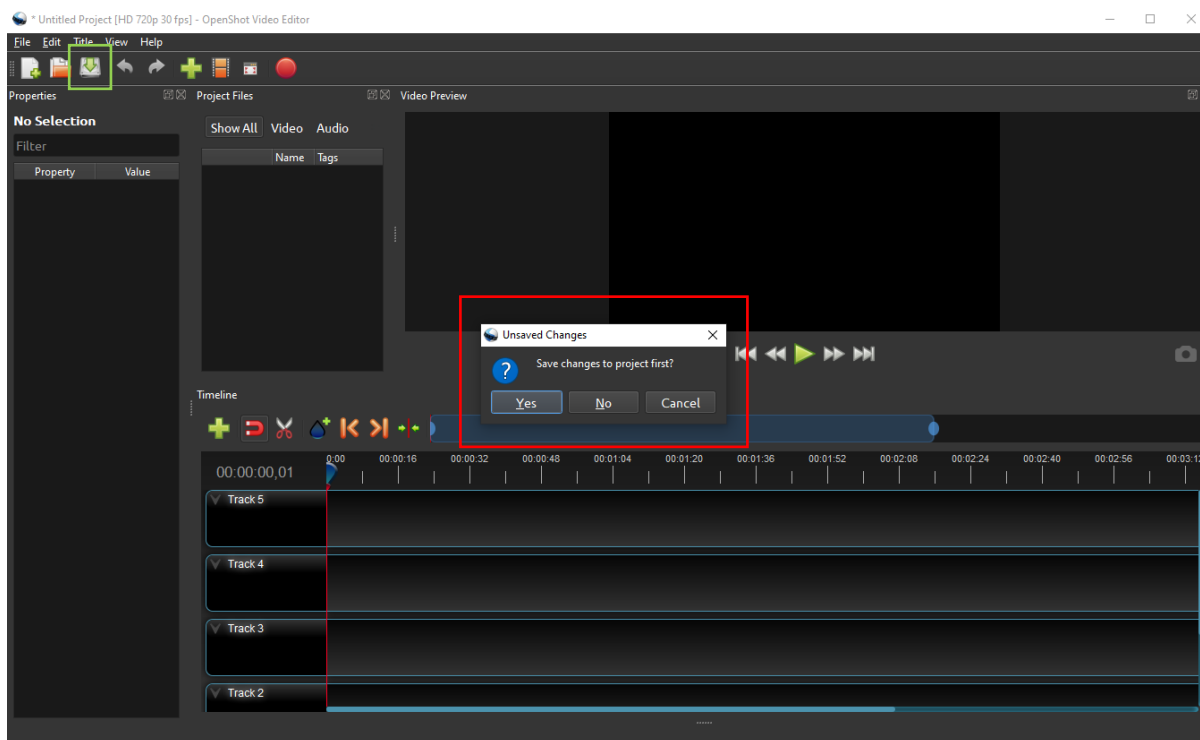 * Untitled Project [HD 720p 30 fps] - OpenShot Video Editor
File Edit Title View Help
Properties
No Selection
Filter
Property Value
Project Files
Show All Video Audio
Name Tags
Video Preview
Unsaved Changes
Save changes to project first?
Yes No Cancel
Timeline
00:00:00,01
0:00 00:00:16 00:00:32 00:00:48 00:01:04 00:01:20 00:01:36 00:01:52 00:02:08 00:02:24 00:02:40 00:02:56 00:03:12
Track 5
Track 4
Track 3
Track 2